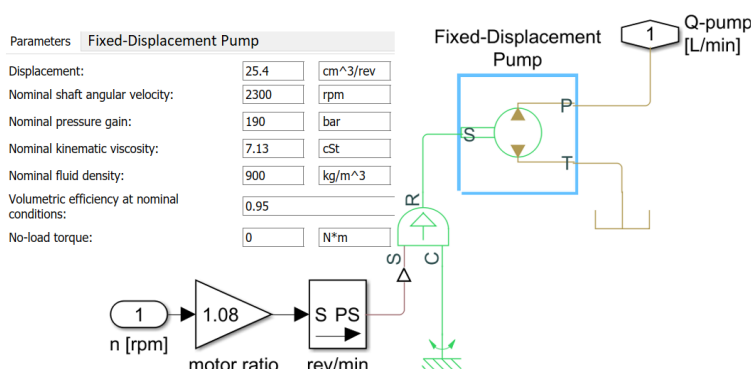 Parameters Fixed-Displacement Pump
Displacement: 25.4 cm^3/rev
Nominal shaft angular velocity: 2300 rpm
Nominal pressure gain: 190 bar
Nominal kinematic viscosity: 7.13 cSt
Nominal fluid density: 900 kg/m^3
Volumetric efficiency at nominal
conditions: 0.95
No-load torque: 0 N*m
Fixed-Displacement
Pump
1
Q-pump
[L/min]
P
S
T
R
S
C
1
n [rpm]
1.08
motor ratio
S PS
rev/min